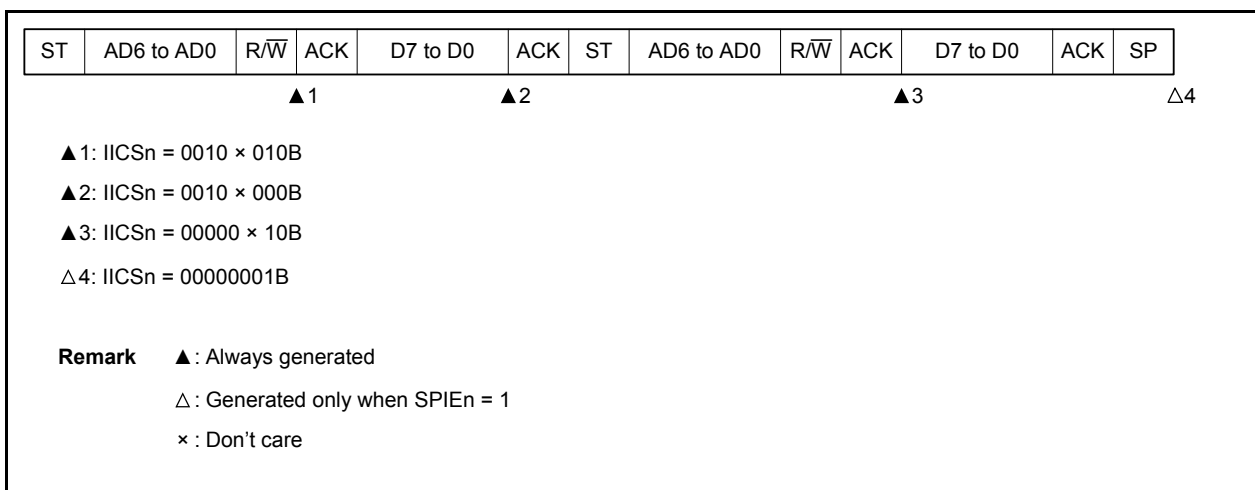 ST AD6 to AD0 R/W̅ ACK D7 to D0 ACK ST AD6 to AD0 R/W̅ ACK D7 to D0 ACK SP
▲1 ▲2 ▲3 △4
▲1: IICSn = 0010 × 010B
▲2: IICSn = 0010 × 000B
▲3: IICSn = 00000 × 10B
△4: IICSn = 00000001B
Remark ▲: Always generated
△: Generated only when SPIEn = 1
×: Don't care